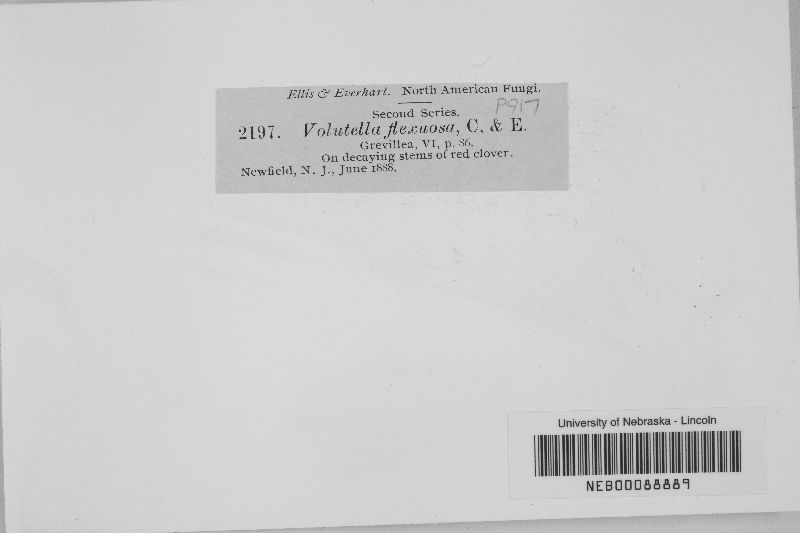 Ellis & Everhart. North American Fungi.
Second Series.
P917
2197. Volutella flexuosa, C. & E.
Grevillea, VI, p. 86.
On decaying stems of red clover.
Newfield, N. J., June 1888.
University of Nebraska - Lincoln
NEB00088889